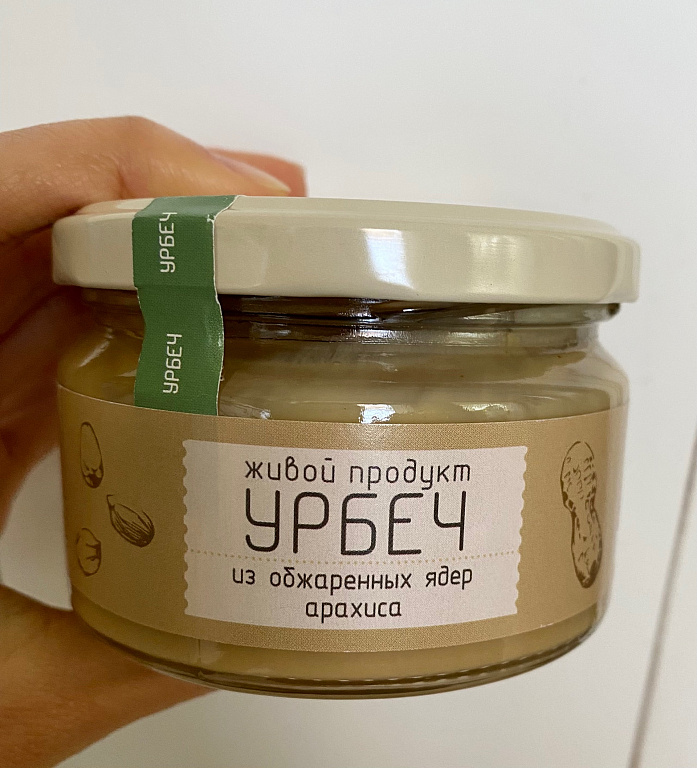 УРБЕЧ
УРБЕЧ
живой продукт
УРБЕЧ
из обжаренных ядер
арахиса